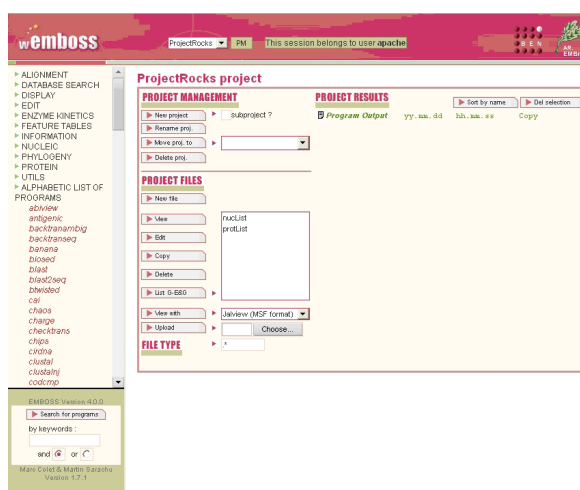 wemboss
ProjectRocks PM This session belongs to user apache
B E N
AR.
EMBn
ALIGNMENT
DATABASE SEARCH
DISPLAY
EDIT
ENZYME KINETICS
FEATURE TABLES
INFORMATION
NUCLEIC
PHYLOGENY
PROTEIN
UTILS
ALPHABETIC LIST OF
PROGRAMS
abiview
antigenic
backtranambig
backtranseq
banana
biosed
blast
blast2seq
btwisted
cai
chaos
charge
checktrans
chips
cirdna
clustal
clustalnj
codcmp
EMBOSS Version 4.0.0
Search for programs
by keywords :
and or
Marc Colet & Martin Sarachu
Version 1.7.1
ProjectRocks project
PROJECT MANAGEMENT
New project subproject ?
Rename proj.
Move proj. to
Delete proj.
PROJECT FILES
New file
View
Edit
Copy
Delete
List G-E&G
nucList
protList
View with Jalview (MSF format)
Upload Choose...
FILE TYPE *
PROJECT RESULTS
Sort by name Del selection
Program Output yy.mm.dd hh.mm.ss Copy